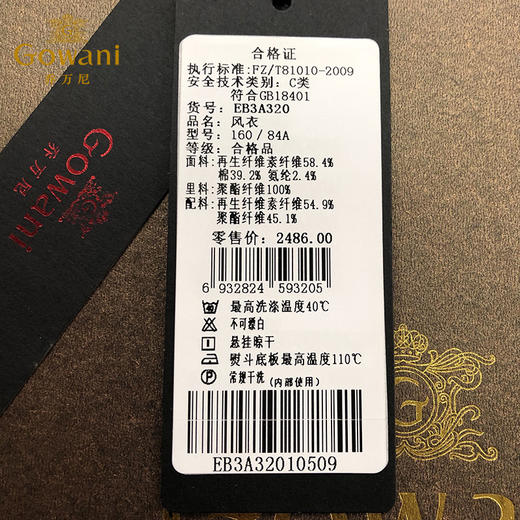 Gowani
乔万尼
Gowani
乔万尼
合格证
执行标准:FZ/T81010-2009
安全技术类别: C类
符合GB18401
货号: EB3A320
品名: 风衣
型号: 160/84A
等级: 合格品
面料:再生纤维素纤维58.4%
棉39.2% 氨纶2.4%
里料:聚酯纤维100%
配料:再生纤维素纤维54.9%
聚酯纤维45.1%
零售价: 2486.00
6 932824 593205
最高洗涤温度40℃
不可漂白
悬挂晾干
熨斗底板最高温度110℃
常规干洗 (内部使用)
EB3A32010509